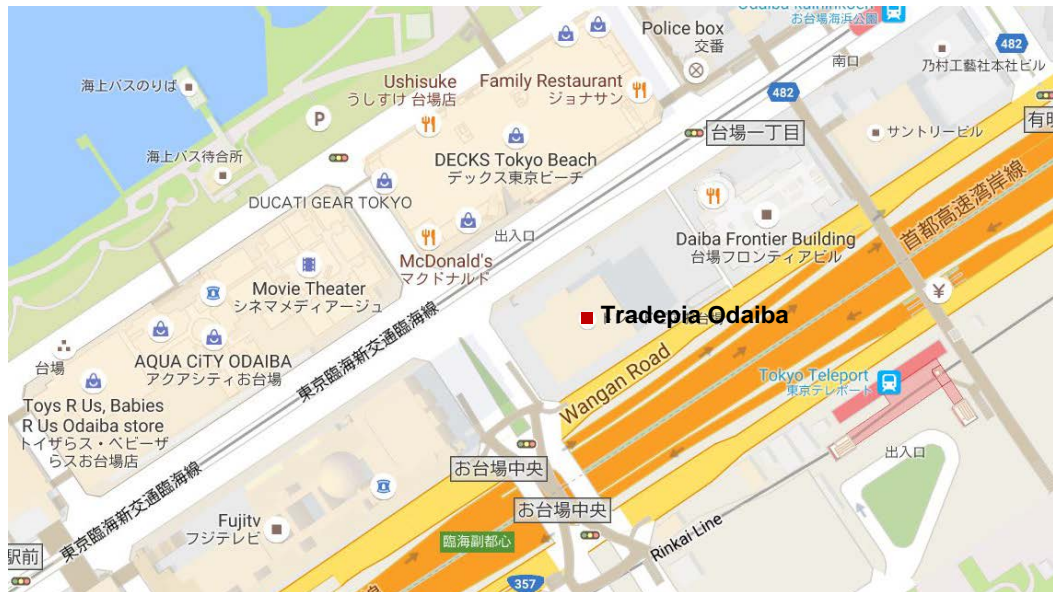 Odaiba kaihinkoen
お台場海浜公園
Police box
交番
南口
482
乃村工藝社本社ビル
海上バスのりば
Ushisuke
うしすけ 台場店
Family Restaurant
ジョナサン
482
P
台場一丁目
サントリービル
有明
海上バス待合所
DECKS Tokyo Beach
デックス東京ビーチ
DUCATI GEAR TOKYO
出入口
首都高速湾岸線
Daiba Frontier Building
台場フロンティアビル
McDonald's
マクドナルド
Movie Theater
シネマメディアージュ
¥
Tradepia Odaiba
東京臨海新交通臨海線
台場
AQUA CiTY ODAIBA
アクアシティお台場
Wangan Road
Tokyo Teleport
東京テレポート
Toys R Us, Babies
R Us Odaiba store
トイザらス・ベビーザ
らスお台場店
お台場中央
出入口
東京臨海新交通臨海線
お台場中央
Fujitv
フジテレビ
臨海副都心
Rinkai Line
駅前
357